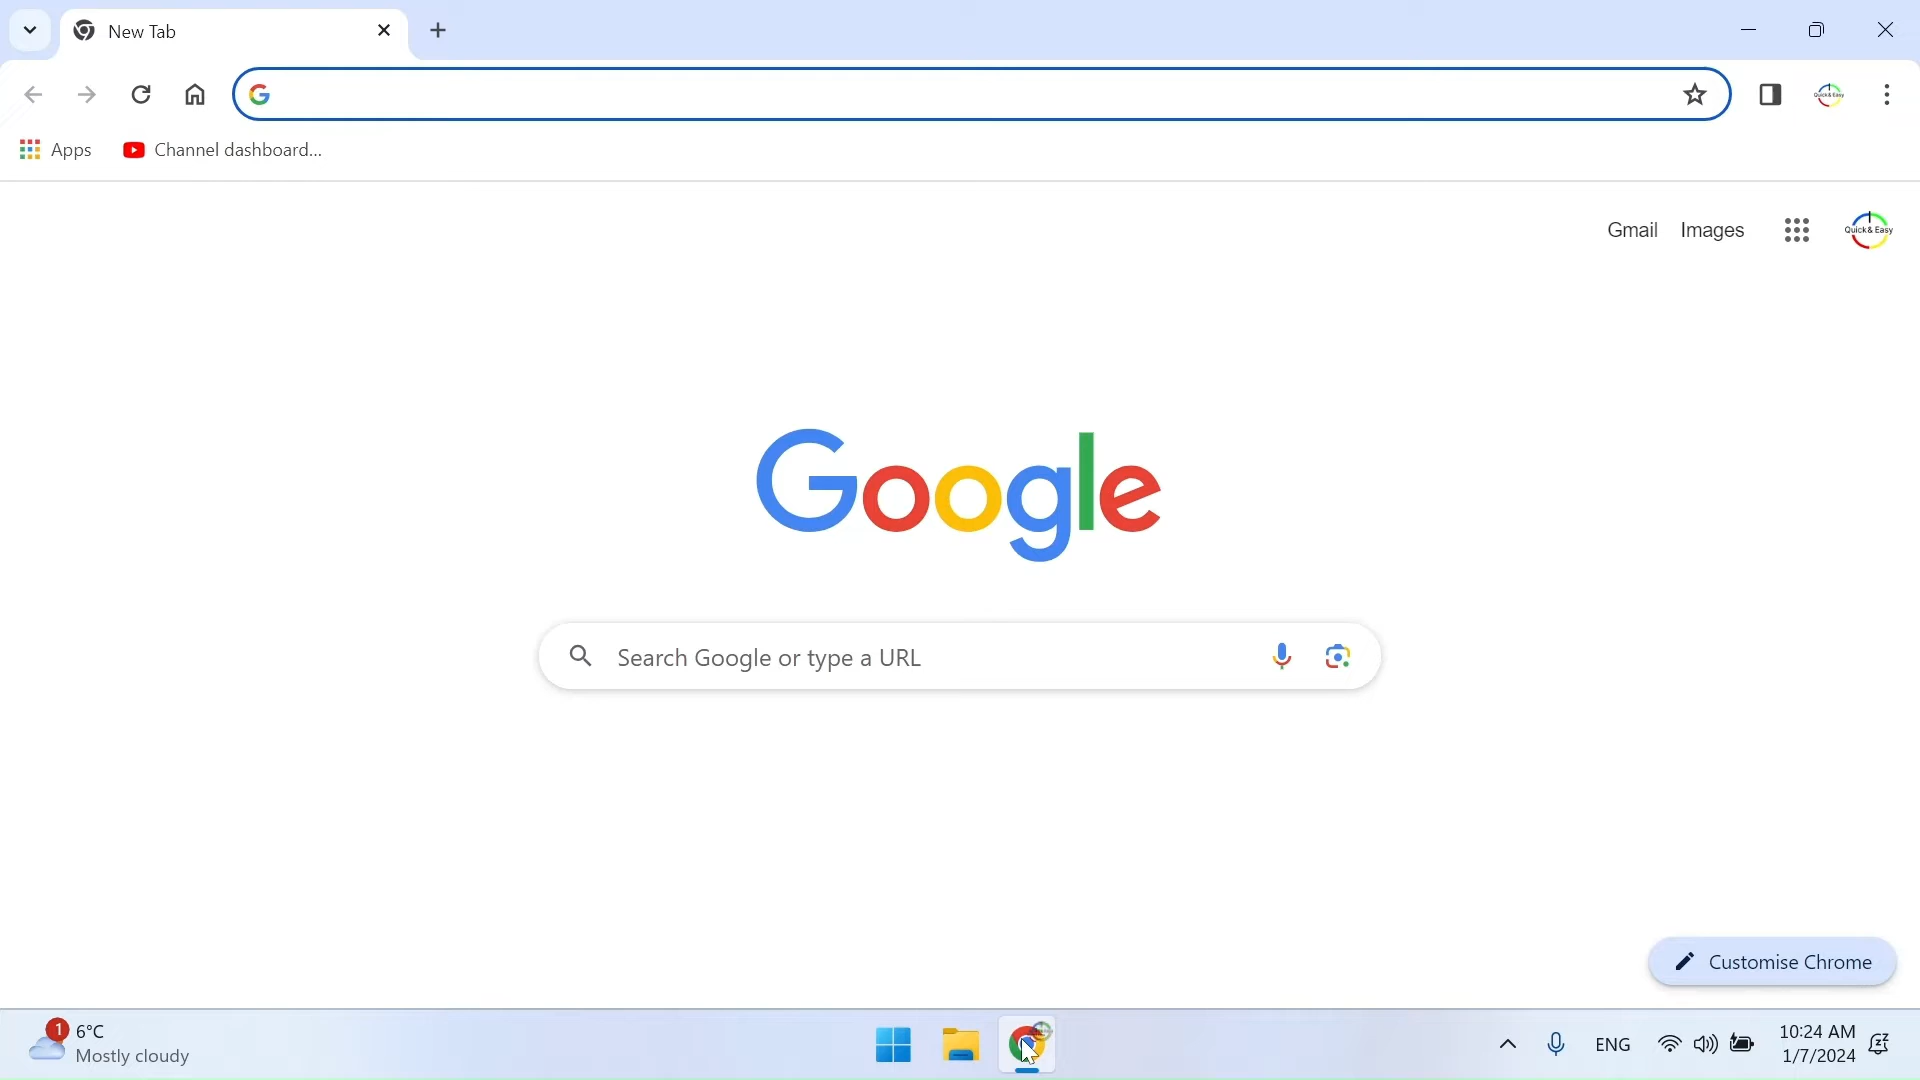 New Tab
Apps
Channel dashboard...
Gmail Images
Quick & Easy
Google
Search Google or type a URL
Customise Chrome
1
6°C
Mostly cloudy
ENG
10:24 AM
1/7/2024